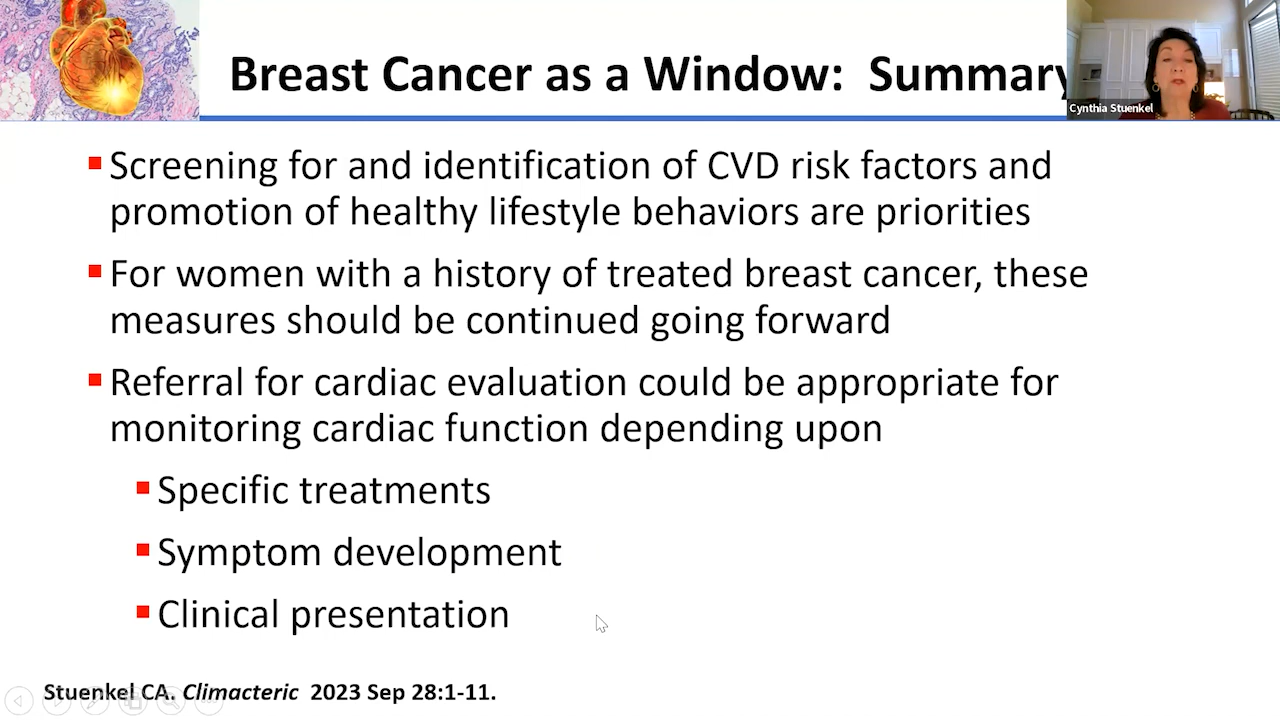 Breast Cancer as a Window: Summary
Cynthia Stuenkel
Screening for and identification of CVD risk factors and
promotion of healthy lifestyle behaviors are priorities
For women with a history of treated breast cancer, these
measures should be continued going forward
Referral for cardiac evaluation could be appropriate for
monitoring cardiac function depending upon
Specific treatments
Symptom development
Clinical presentation
Stuenkel CA. Climacteric 2023 Sep 28:1-11.